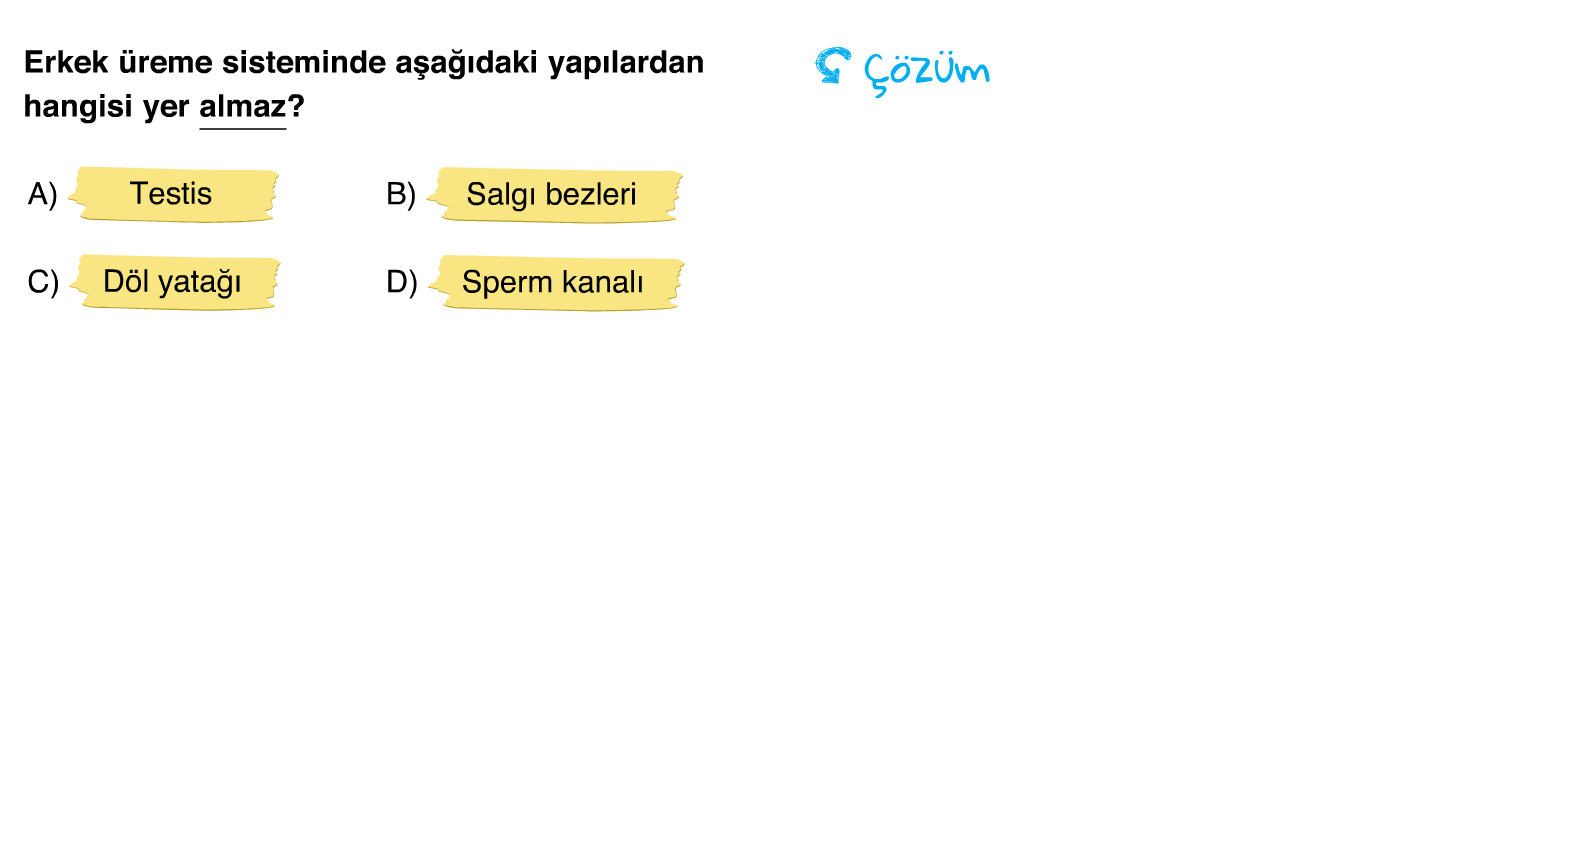 Erkek üreme sisteminde aşağıdaki yapılardan
hangisi yer almaz?
A) Testis
B) Salgı bezleri
C) Döl yatağı
D) Sperm kanalı
Çözüm